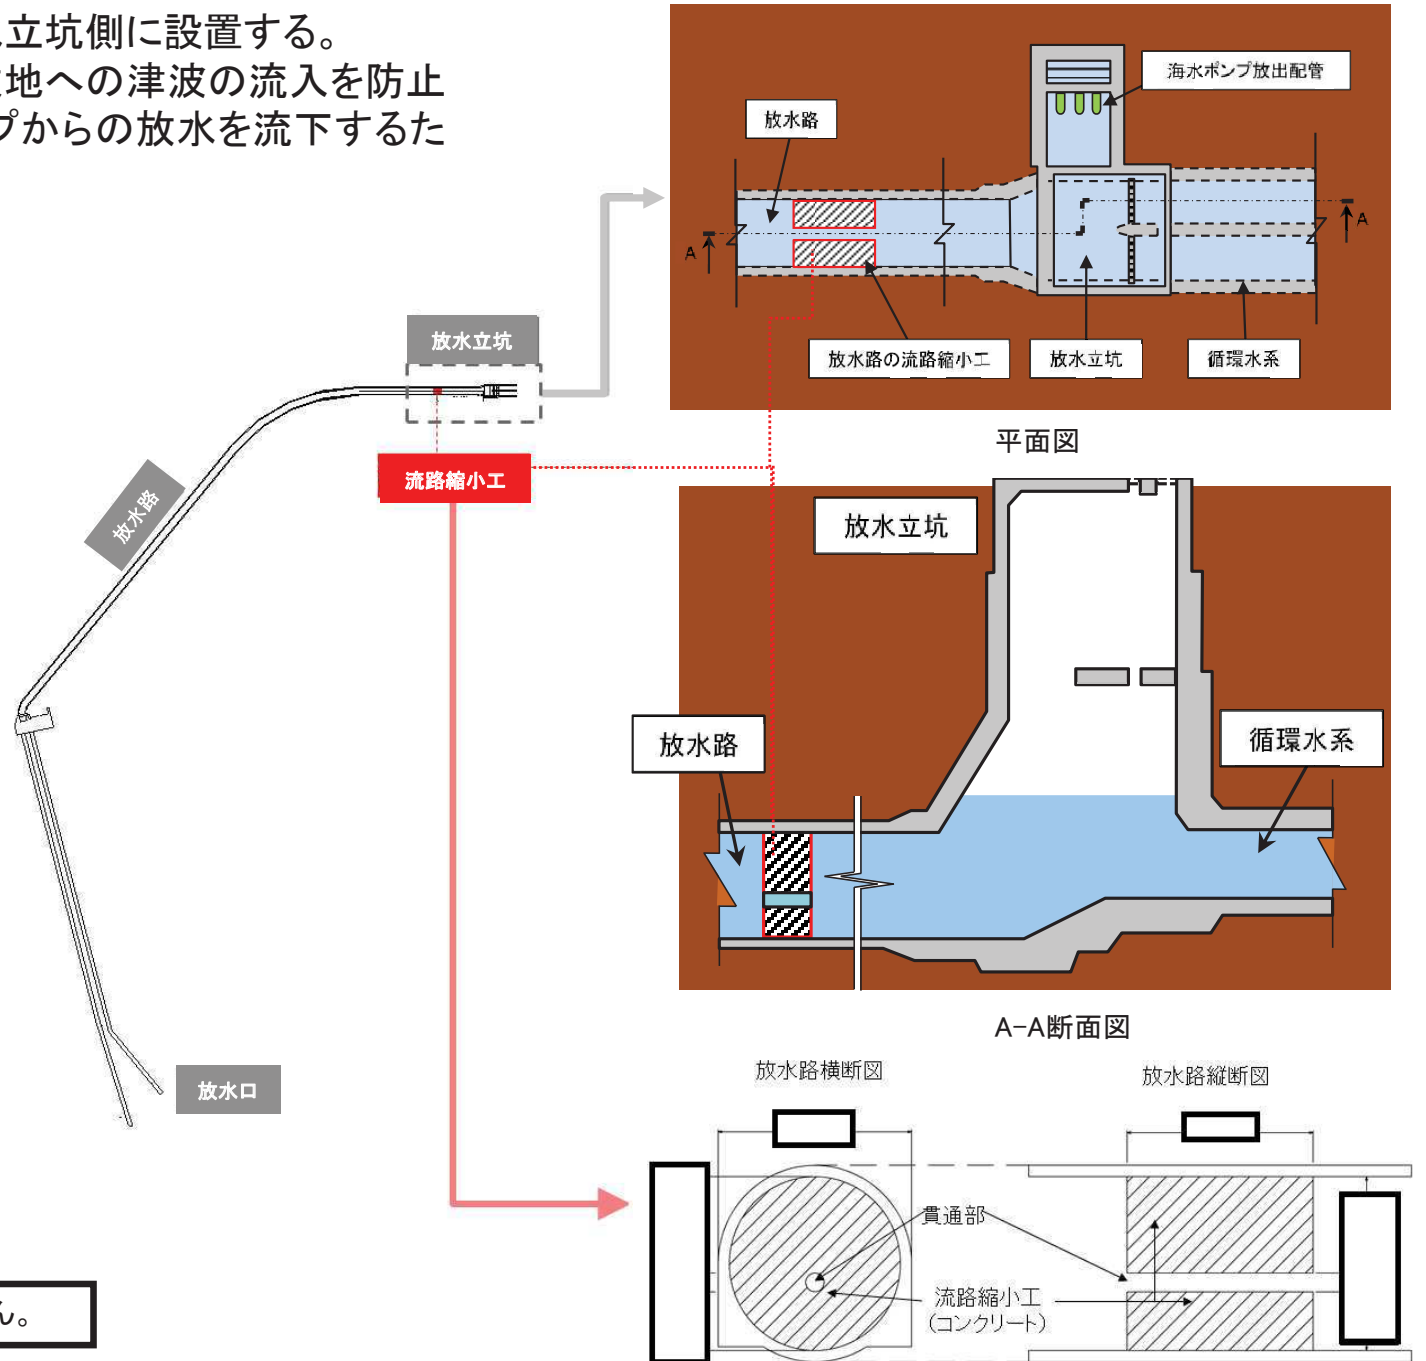 立坑側に設置する。
地への津波の流入を防止
プからの放水を流下するた
海水ポンプ放出配管
放水路
A
A
放水路の流路縮小工
放水立坑
循環水系
平面図
放水立坑
流路縮小工
放水路
放水口
放水立坑
放水路
循環水系
A-A断面図
放水路横断図
放水路縦断図
貫通部
流路縮小工
(コンクリート)
ん。